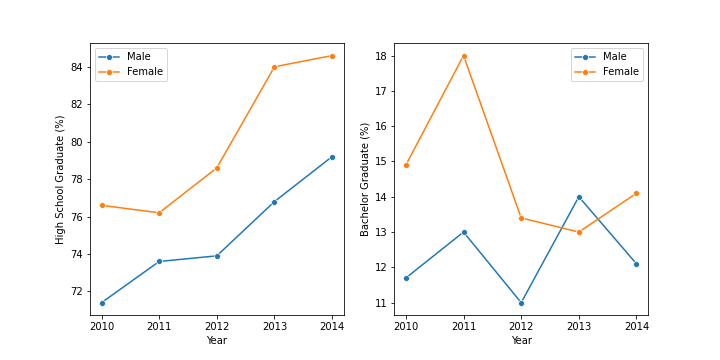 High School Graduate (%)
84
82
80
78
76
74
72
Male
Female
2010 2011 2012 2013 2014
Year
Bachelor Graduate (%)
18
17
16
15
14
13
12
11
Male
Female
2010 2011 2012 2013 2014
Year